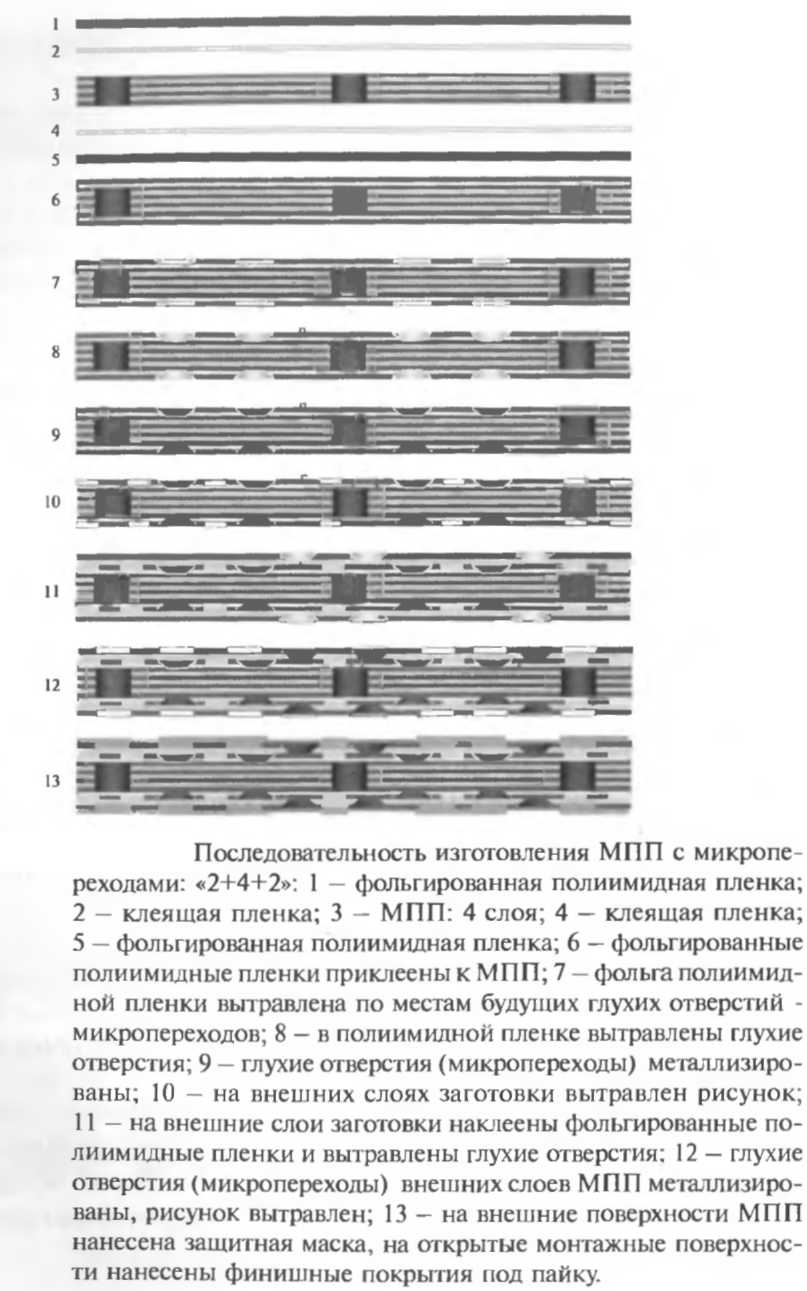 1
2
3
4
5
6
7
8
9
10
11
12
13
Последовательность изготовления МПП с микропе-
реходами: «2+4+2»: 1 – фольгированная полиимидная пленка;
2 – клеящая пленка; 3 – МПП: 4 слоя; 4 – клеящая пленка;
5 – фольгированная полиимидная пленка; 6 – фольгированные
полиимидные пленки приклеены к МПП; 7 – фольга полиимид-
ной пленки вытравлена по местам будущих глухих отверстий -
микропереходов; 8 – в полиимидной пленке вытравлены глухие
отверстия; 9 – глухие отверстия (микропереходы) металлизиро-
ваны; 10 – на внешних слоях заготовки вытравлен рисунок;
11 – на внешние слои заготовки наклеены фольгированные по-
лиимидные пленки и вытравлены глухие отверстия; 12 – глухие
отверстия (микропереходы) внешних слоев МПП металлизиро-
ваны, рисунок вытравлен; 13 – на внешние поверхности МПП
нанесена защитная маска, на открытые монтажные поверхнос-
ти нанесены финишные покрытия под пайку.